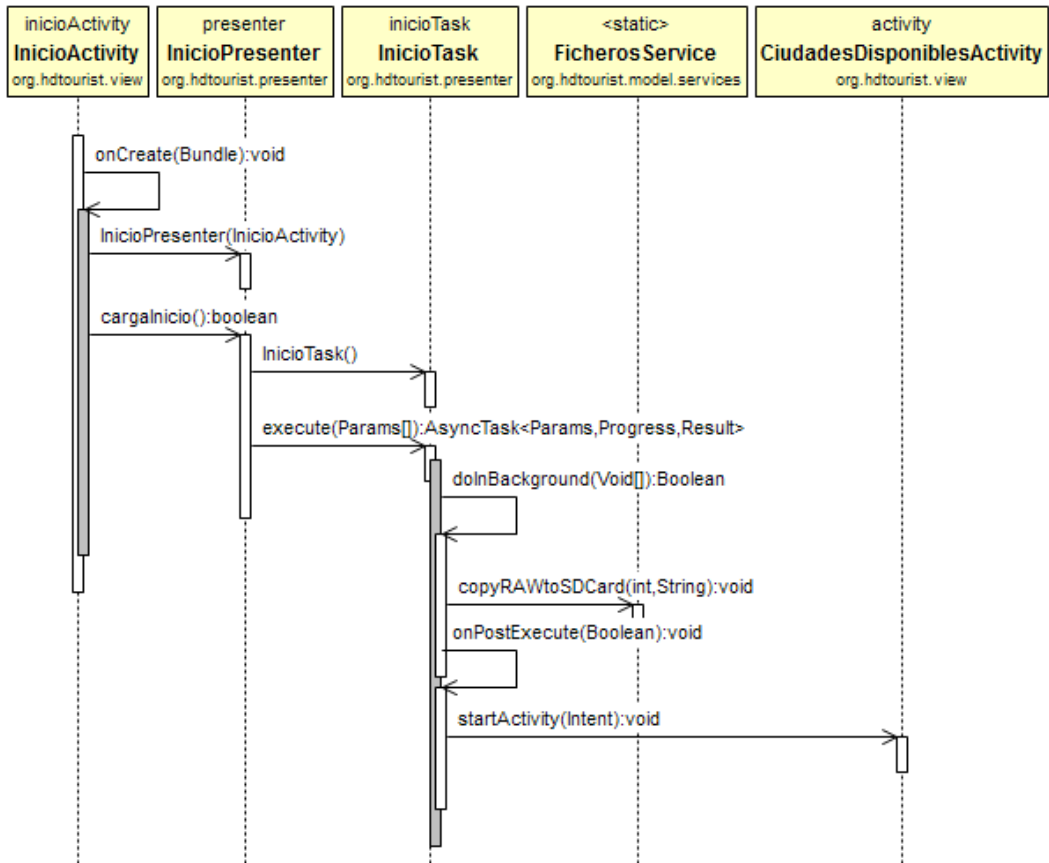 inicioActivity
InicioActivity
org.hdtourist.view
presenter
InicioPresenter
org.hdtourist.presenter
inicioTask
InicioTask
org.hdtourist.presenter
<static>
FicherosService
org.hdtourist.model.services
activity
CiudadesDisponiblesActivity
org.hdtourist.view
onCreate(Bundle):void
InicioPresenter(InicioActivity)
cargaInicio():boolean
InicioTask()
execute(Params[]):AsyncTask<Params,Progress,Result>
doInBackground(Void[]):Boolean
copyRAWtoSDCard(int,String):void
onPostExecute(Boolean):void
startActivity(Intent):void